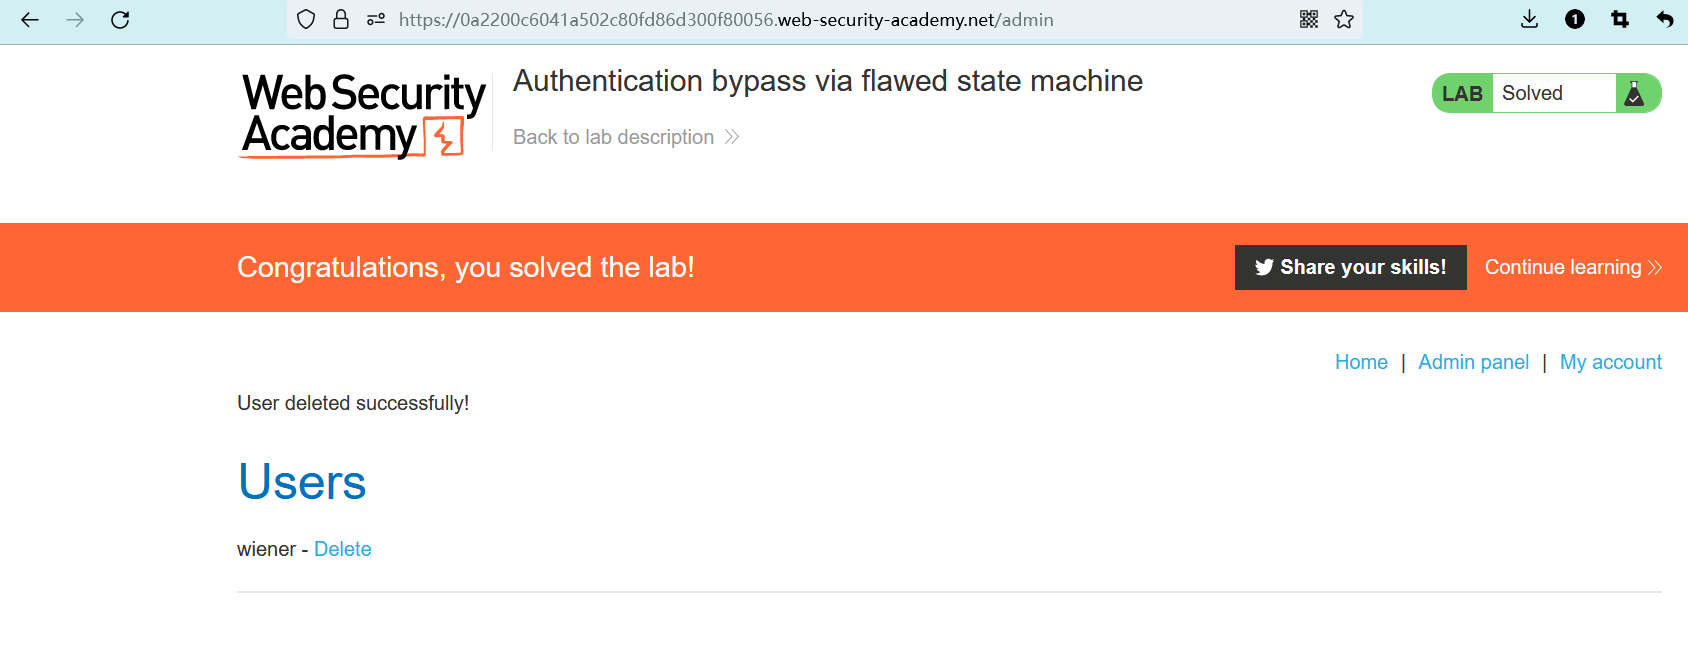 https://0a2200c6041a502c80fd86d300f80056.web-security-academy.net/admin
1
Web Security
Academy
Authentication bypass via flawed state machine
Back to lab description
LAB Solved
Congratulations, you solved the lab!
Share your skills!
Continue learning
Home | Admin panel | My account
User deleted successfully!
Users
wiener - Delete